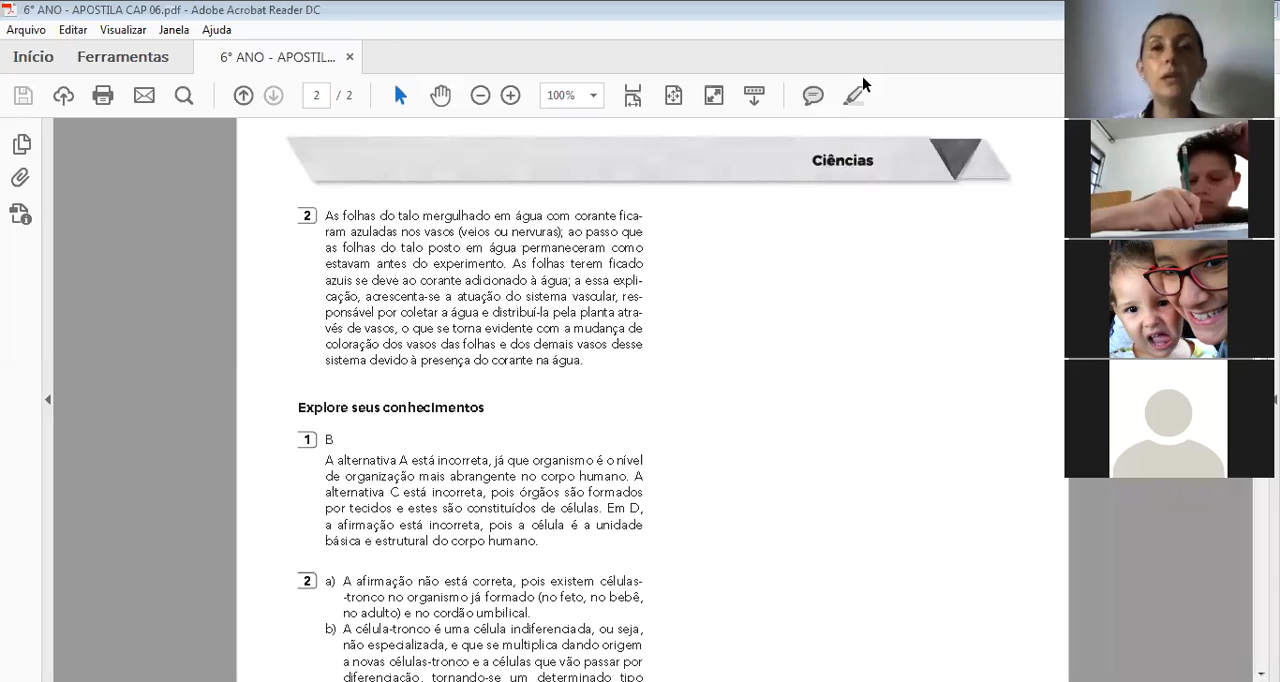 6° ANO - APOSTILA CAP 06.pdf - Adobe Acrobat Reader DC
Arquivo Editar Visualizar Janela Ajuda
Início Ferramentas 6° ANO - APOSTIL... ×
2 / 2 100%
Ciências
2 As folhas do talo mergulhado em água com corante fica-
ram azuladas nos vasos (veios ou nervuras); ao passo que
as folhas do talo posto em água permaneceram como
estavam antes do experimento. As folhas terem ficado
azuis se deve ao corante adicionado à água; a essa expli-
cação, acrescenta-se a atuação do sistema vascular, res-
ponsável por coletar a água e distribuí-la pela planta atra-
vés de vasos, o que se torna evidente com a mudança de
coloração dos vasos das folhas e dos demais vasos desse
sistema devido à presença do corante na água.
Explore seus conhecimentos
1 B
A alternativa A está incorreta, já que organismo é o nível
de organização mais abrangente no corpo humano. A
alternativa C está incorreta, pois órgãos são formados
por tecidos e estes são constituídos de células. Em D,
a afirmação está incorreta, pois a célula é a unidade
básica e estrutural do corpo humano.
2 a) A afirmação não está correta, pois existem células-
-tronco no organismo já formado (no feto, no bebê,
no adulto) e no cordão umbilical.
b) A célula-tronco é uma célula indiferenciada, ou seja,
não especializada, e que se multiplica dando origem
a novas células-tronco e a células que vão passar por
diferenciação, tornando-se um determinado tipo